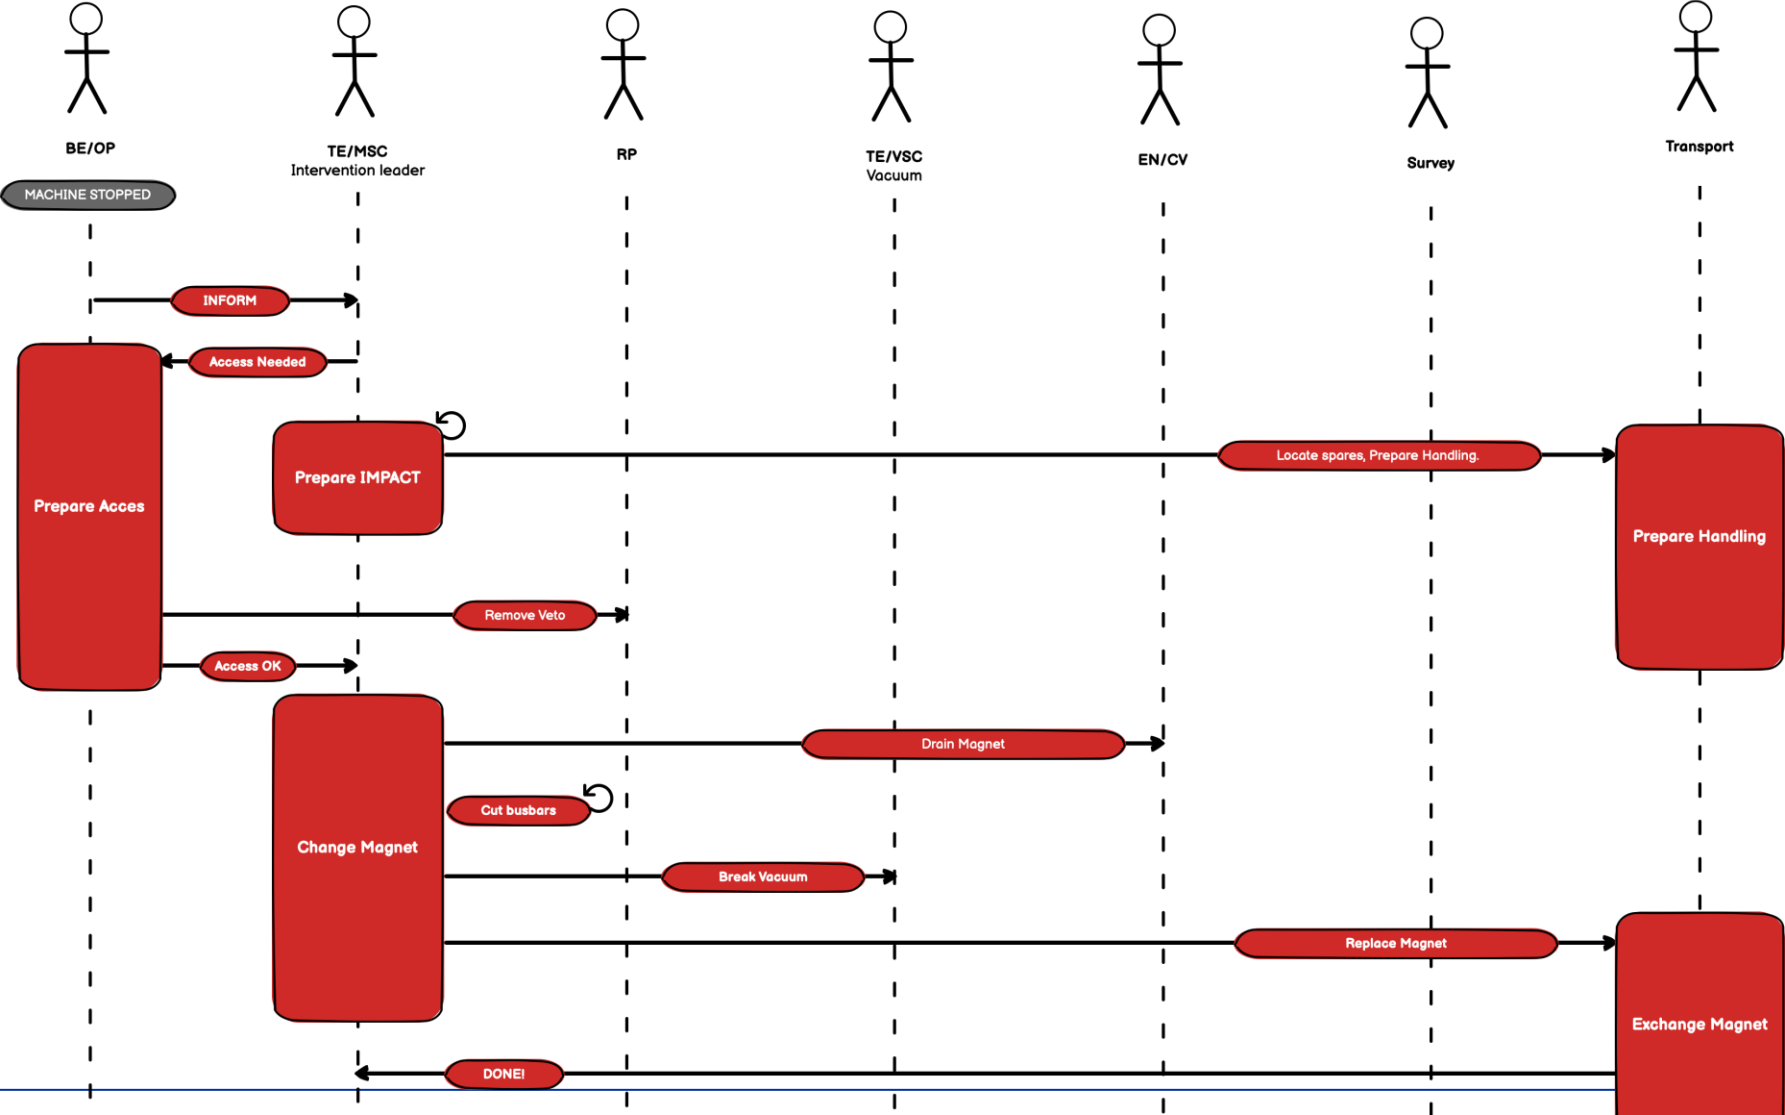 BE/OP
TE/MSC
Intervention leader
RP
TE/VSC
Vacuum
EN/CV
Survey
Transport
MACHINE STOPPED
INFORM
Access Needed
Prepare IMPACT
Locate spares, Prepare Handling.
Prepare Acces
Prepare Handling
Remove Veto
Access OK
Drain Magnet
Cut busbars
Change Magnet
Break Vacuum
Replace Magnet
Exchange Magnet
DONE!